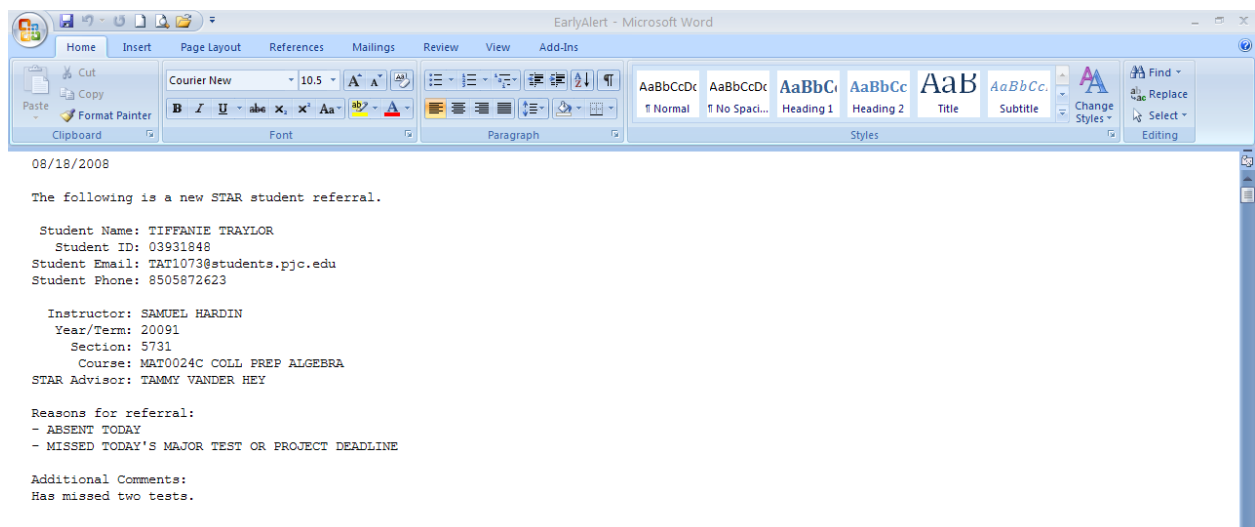 EarlyAlert - Microsoft Word
Home Insert Page Layout References Mailings Review View Add-Ins
Cut
Copy
Format Painter
Paste
Clipboard
Courier New 10.5
Font
Paragraph
AaBbCcDc AaBbCcDc AaBbC AaBbCc AaB AaBbCc.
¶ Normal ¶ No Spaci... Heading 1 Heading 2 Title Subtitle
Change Styles
Styles
Find
Replace
Select
Editing
08/18/2008
The following is a new STAR student referral.
Student Name: TIFFANIE TRAYLOR
Student ID: 03931848
Student Email: TAT1073@students.pjc.edu
Student Phone: 8505872623
Instructor: SAMUEL HARDIN
Year/Term: 20091
Section: 5731
Course: MAT0024C COLL PREP ALGEBRA
STAR Advisor: TAMMY VANDER HEY
Reasons for referral:
- ABSENT TODAY
- MISSED TODAY'S MAJOR TEST OR PROJECT DEADLINE
Additional Comments:
Has missed two tests.